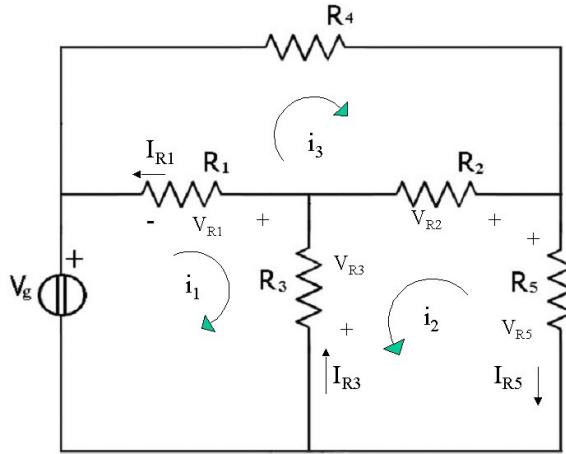 R4
i3
IR1 R1 R2
- VR1 + VR2 + +
Vg + i1 R3 VR3 i2 R5
+ VR5
IR3 IR5